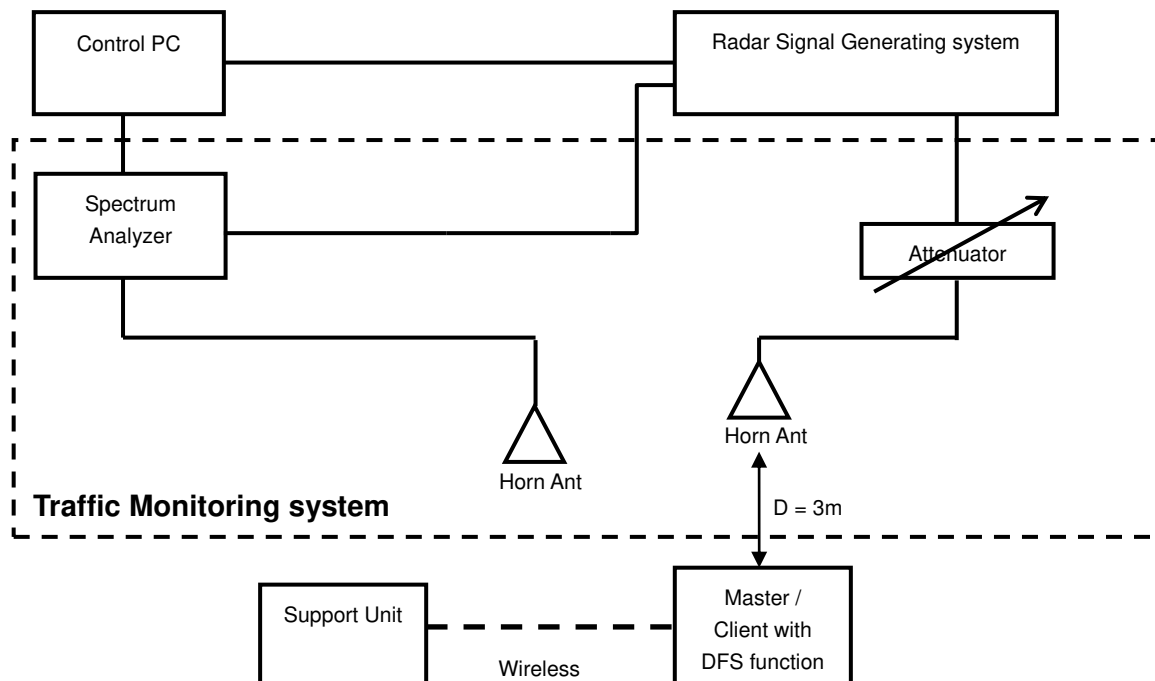 Control PC
Radar Signal Generating system
Spectrum
Analyzer
Attenuator
Horn Ant
Horn Ant
Traffic Monitoring system
D = 3m
Support Unit
Wireless
Master /
Client with
DFS function